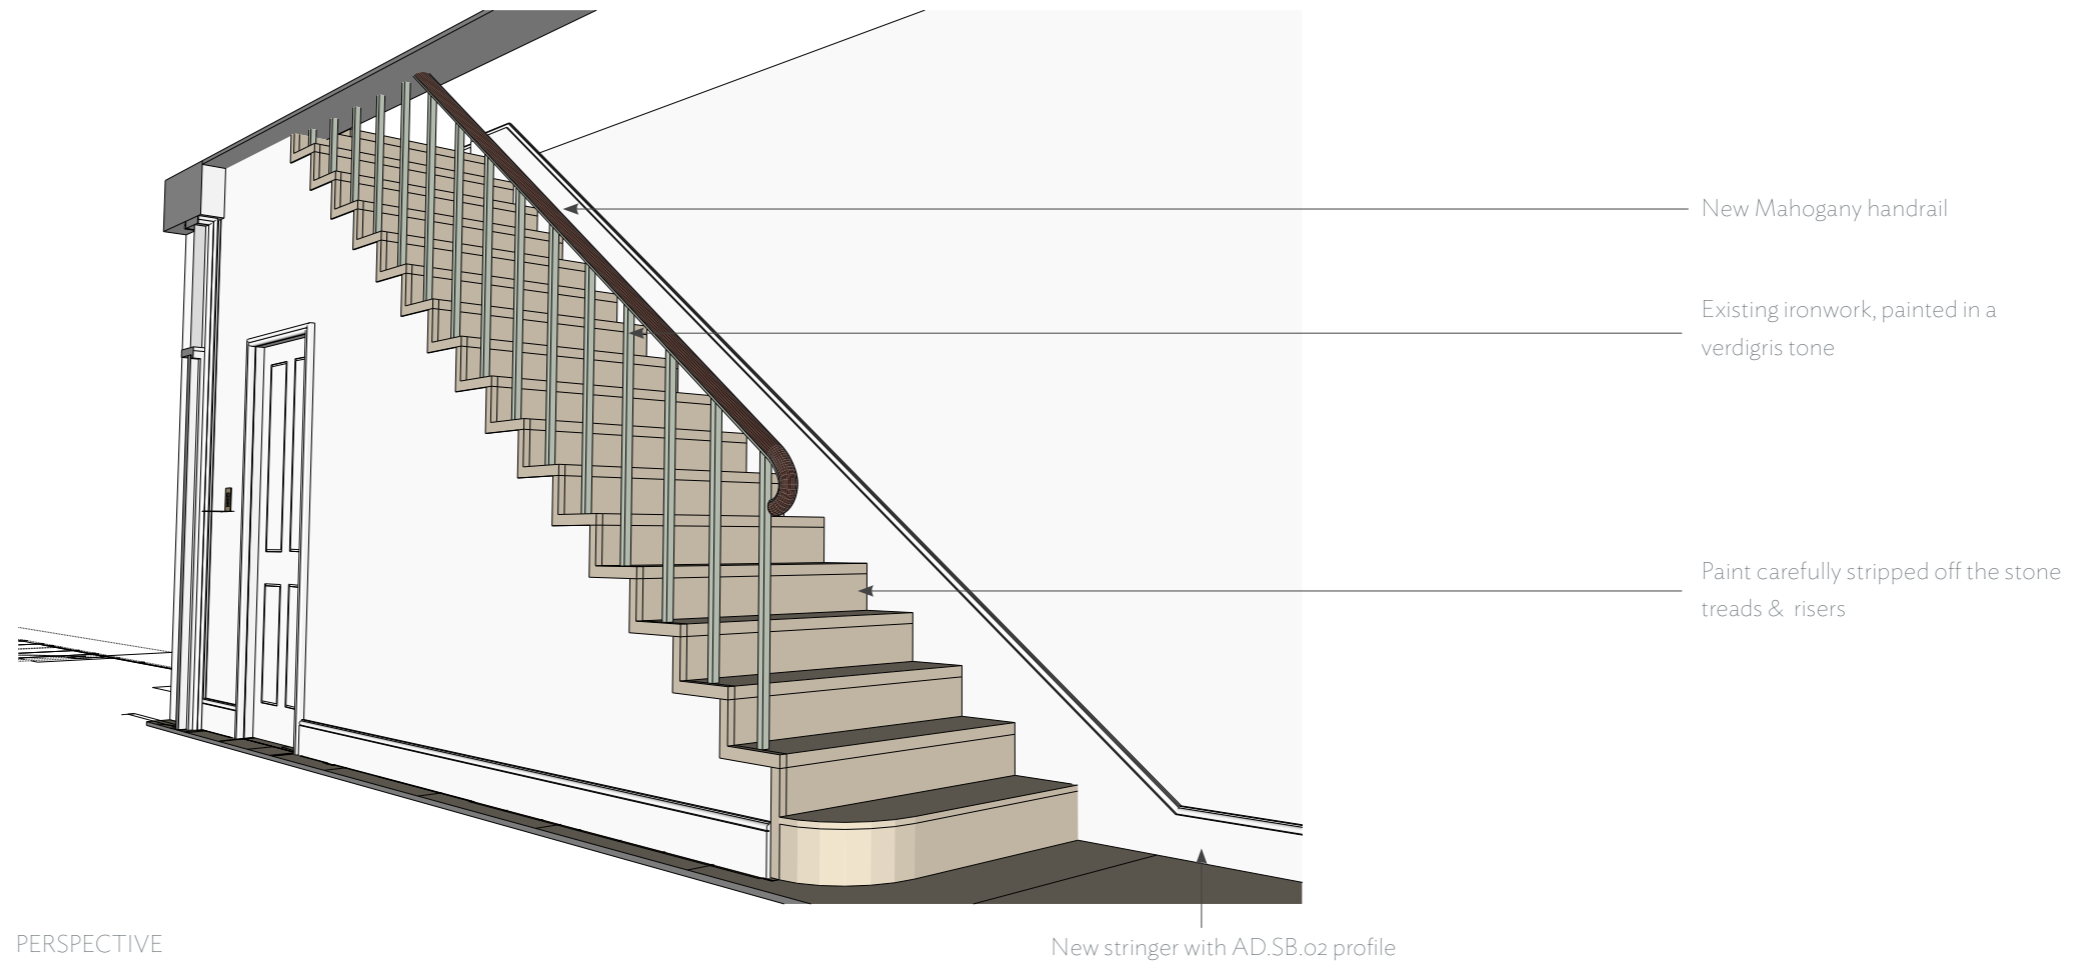 New Mahogany handrail
Existing ironwork, painted in a
verdigris tone
Paint carefully stripped off the stone
treads & risers
PERSPECTIVE
New stringer with AD.SB.02 profile